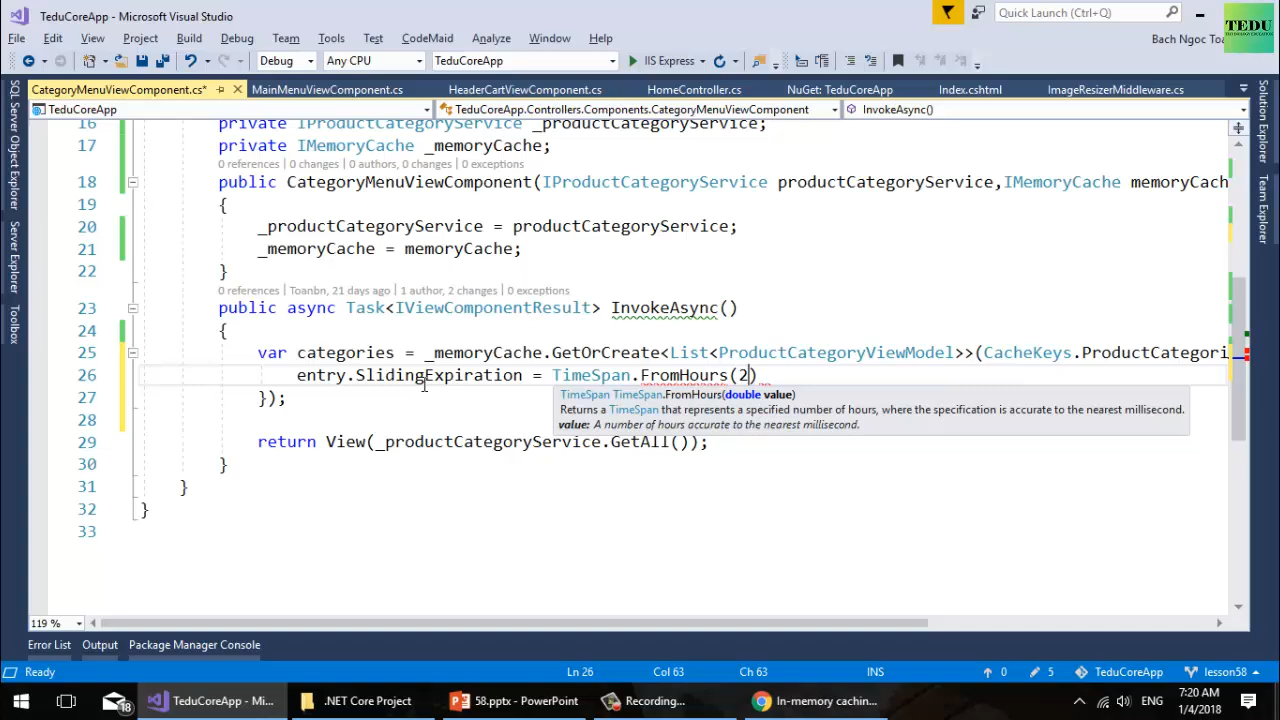 TeduCoreApp - Microsoft Visual Studio
Quick Launch (Ctrl+Q)
TEDU
File Edit View Project Build Debug Team Tools Test CodeMaid Analyze Window Help
Bach Ngoc Toa
Debug Any CPU TeduCoreApp IIS Express
CategoryMenuViewComponent.cs* MainMenuViewComponent.cs HeaderCartViewComponent.cs HomeController.cs NuGet: TeduCoreApp Index.cshtml ImageResizerMiddleware.cs
TeduCoreApp TeduCoreApp.Controllers.Components.CategoryMenuViewComponent InvokeAsync()
SQL Server Object Explorer
Server Explorer
Toolbox
Solution Explorer
Team Explorer
16 private IProductCategoryService _productCategoryService;
17 private IMemoryCache _memoryCache;
0 references | 0 changes | 0 authors, 0 changes | 0 exceptions
18 public CategoryMenuViewComponent(IProductCategoryService productCategoryService,IMemoryCache memoryCach
19 {
20 _productCategoryService = productCategoryService;
21 _memoryCache = memoryCache;
22 }
0 references | Toanbn, 21 days ago | 1 author, 2 changes | 0 exceptions
23 public async Task<IViewComponentResult> InvokeAsync()
24 {
25 var categories = _memoryCache.GetOrCreate<List<ProductCategoryViewModel>>(CacheKeys.ProductCategori
26 entry.SlidingExpiration = TimeSpan.FromHours(2)
TimeSpan TimeSpan.FromHours(double value)
Returns a TimeSpan that represents a specified number of hours, where the specification is accurate to the nearest millisecond.
value: A number of hours accurate to the nearest millisecond.
27 });
28
29 return View(_productCategoryService.GetAll());
30 }
31 }
32 }
33
119 %
Error List Output Package Manager Console
Ready Ln 26 Col 63 Ch 63 INS 0 5 TeduCoreApp lesson58
18 TeduCoreApp - Mi... .NET Core Project 58.pptx - PowerPoint Recording... In-memory cachin... ENG 7:20 AM
1/4/2018